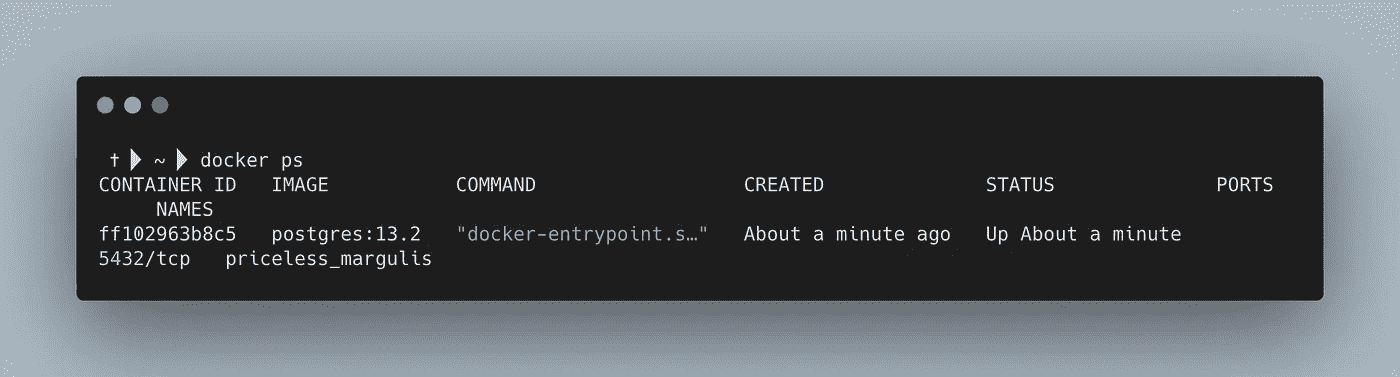 † ~ docker ps
CONTAINER ID   IMAGE           COMMAND                  CREATED              STATUS              PORTS
     NAMES
ff102963b8c5   postgres:13.2   "docker-entrypoint.s…"   About a minute ago   Up About a minute
5432/tcp   priceless_margulis